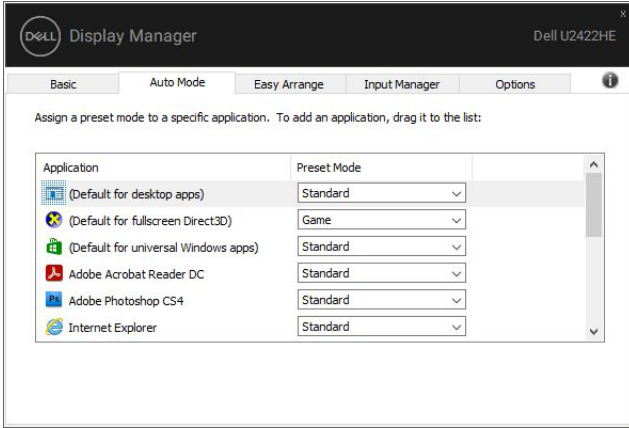 DELL Display Manager Dell U2422HE
x
Basic Auto Mode Easy Arrange Input Manager Options i
Assign a preset mode to a specific application. To add an application, drag it to the list:
Application Preset Mode
(Default for desktop apps) Standard
(Default for fullscreen Direct3D) Game
(Default for universal Windows apps) Standard
Adobe Acrobat Reader DC Standard
Ps Adobe Photoshop CS4 Standard
Internet Explorer Standard